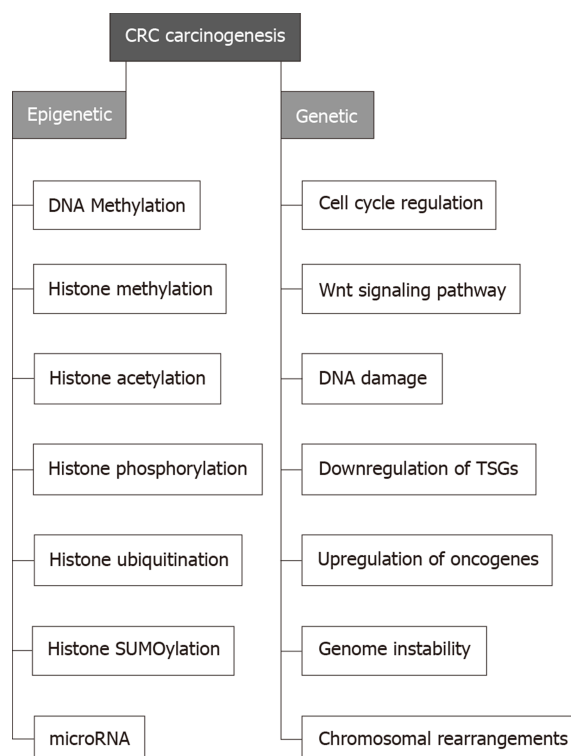 CRC carcinogenesis
Epigenetic
Genetic
DNA Methylation
Histone methylation
Histone acetylation
Histone phosphorylation
Histone ubiquitination
Histone SUMOylation
microRNA
Cell cycle regulation
Wnt signaling pathway
DNA damage
Downregulation of TSGs
Upregulation of oncogenes
Genome instability
Chromosomal rearrangements